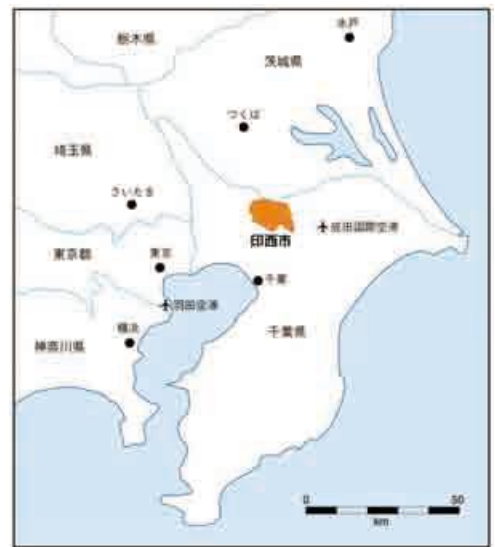 水戸
栃木県
茨城県
つくば
埼玉県
さいたま
印西市
成田国際空港
東京都
東京
千葉
羽田空港
横浜
千葉県
神奈川県
0
50
km